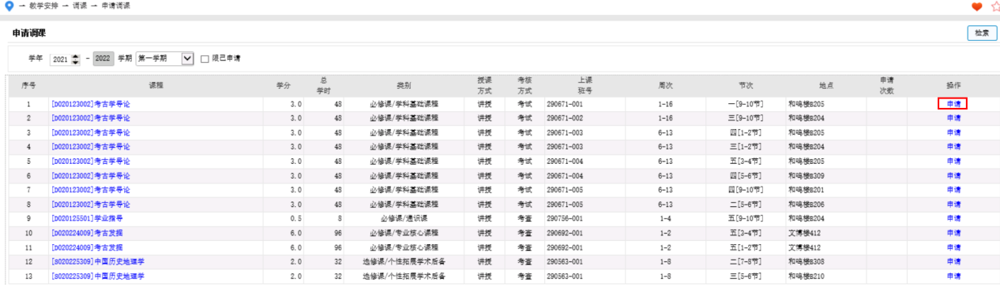 → 教学安排 → 调课 → 申请调课
申请调课
检索
学年 2021 - 2022 学期 第一学期 限已申请
序号 课程 学分 总学时 类别 授课方式 考核方式 上课班号 周次 节次 地点 申请次数 操作
1 [D020123002]考古学导论 3.0 48 必修课/学科基础课程 讲授 考试 290671-001 1-16 一[9-10节] 和鸣楼B205 申请
2 [D020123002]考古学导论 3.0 48 必修课/学科基础课程 讲授 考试 290671-002 1-16 三[9-10节] 和鸣楼B204 申请
3 [D020123002]考古学导论 3.0 48 必修课/学科基础课程 讲授 考试 290671-003 6-13 四[1-2节] 和鸣楼B205 申请
4 [D020123002]考古学导论 3.0 48 必修课/学科基础课程 讲授 考试 290671-003 6-13 三[1-2节] 和鸣楼B204 申请
5 [D020123002]考古学导论 3.0 48 必修课/学科基础课程 讲授 考试 290671-004 6-13 五[3-4节] 和鸣楼B205 申请
6 [D020123002]考古学导论 3.0 48 必修课/学科基础课程 讲授 考试 290671-004 6-13 四[5-6节] 和鸣楼B309 申请
7 [D020123002]考古学导论 3.0 48 必修课/学科基础课程 讲授 考试 290671-005 6-13 四[9-10节] 和鸣楼B201 申请
8 [D020123002]考古学导论 3.0 48 必修课/学科基础课程 讲授 考试 290671-005 6-13 二[5-6节] 和鸣楼B206 申请
9 [D020125501]学业指导 0.5 8 必修课/通识课 讲授 考查 290756-001 1-4 五[9-10节] 和鸣楼B204 申请
10 [D020224009]考古发掘 6.0 96 必修课/专业核心课程 讲授 考查 290692-001 1-2 五[3-4节] 文博楼412 申请
11 [D020224009]考古发掘 6.0 96 必修课/专业核心课程 讲授 考查 290692-001 1-2 五[1-2节] 文博楼412 申请
12 [S020225309]中国历史地理学 2.0 32 选修课/个性拓展学术后备 讲授 考查 290563-001 1-8 二[7-8节] 和鸣楼B308 申请
13 [S020225309]中国历史地理学 2.0 32 选修课/个性拓展学术后备 讲授 考查 290563-001 1-8 三[5-6节] 和鸣楼B210 申请